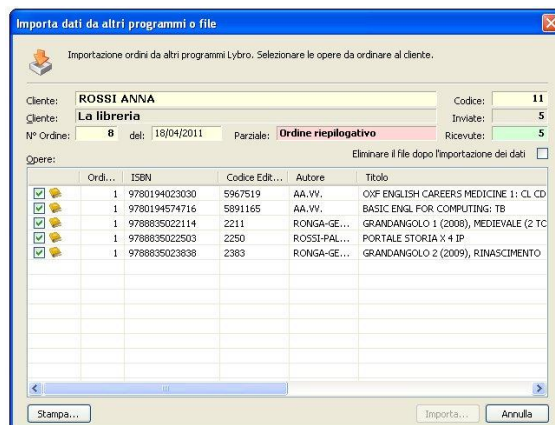 Importa dati da altri programmi o file
Importazione ordini da altri programmi Lybro. Selezionare le opere da ordinare al cliente.
Cliente: ROSSI ANNA Codice: 11
Cliente: La libreria Inviate: 5
N° Ordine: 8 del: 18/04/2011 Parziale: Ordine riepilogativo Ricevute: 5
Opere: Eliminare il file dopo l'importazione dei dati
Ordi... ISBN Codice Edit... Autore Titolo
1 9780194023030 5967519 AA.VV. OXF ENGLISH CAREERS MEDICINE 1: CL CD
1 9780194574716 5891165 AA.VV. BASIC ENGL FOR COMPUTING: TB
1 9788835022114 2211 RONGA-GE... GRANDANGOLO 1 (2008), MEDIEVALE (2 TO
1 9788835022503 2250 ROSSI-PAL... PORTALE STORIA X 4 IP
1 9788835023838 2383 RONGA-GE... GRANDANGOLO 2 (2009), RINASCIMENTO
Stampa... Importa... Annulla